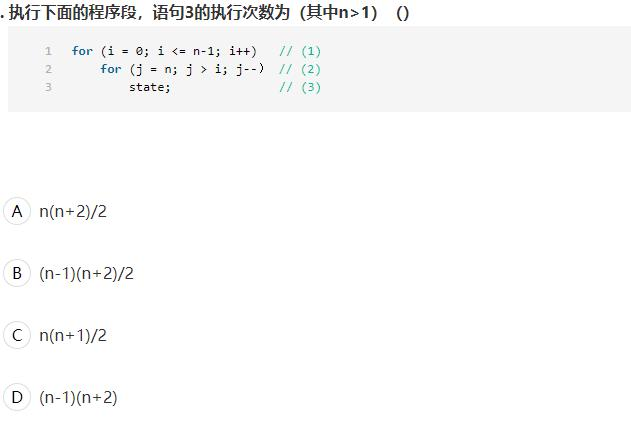 . 执行下面的程序段，语句3的执行次数为（其中n>1） （）
1 for (i = 0; i <= n-1; i++) // (1)
2 for (j = n; j > i; j--) // (2)
3 state; // (3)
A n(n+2)/2
B (n-1)(n+2)/2
C n(n+1)/2
D (n-1)(n+2)